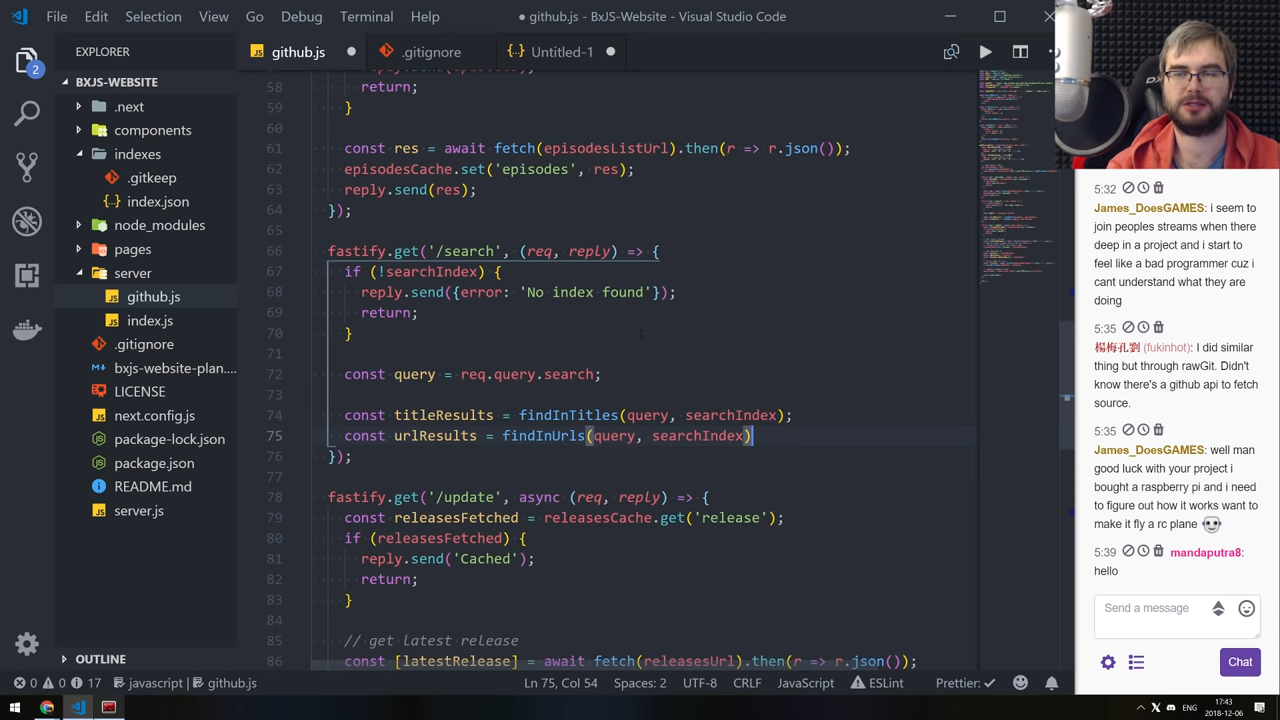 File Edit Selection View Go Debug Terminal Help
● github.js - BxJS-Website - Visual Studio Code
EXPLORER
BXJS-WEBSITE
.next
components
indexes
.gitkeep
index.json
pages
server
github.js
index.js
.gitignore
bxjs-website-plan....
LICENSE
next.config.js
package-lock.json
package.json
README.md
server.js
OUTLINE
2
JS github.js ● .gitignore {} Untitled-1 ●
58 return;
59 }
60
61 const res = await fetch(episodesListUrl).then(r => r.json());
62 episodesCache.set('episodes', res);
63 reply.send(res);
64 });
65
66 fastify.get('/search', (req, reply) => {
67 if (!searchIndex) {
68 reply.send({error: 'No index found'});
69 return;
70 }
71
72 const query = req.query.search;
73
74 const titleResults = findInTitles(query, searchIndex);
75 const urlResults = findInUrls(query, searchIndex)
76 });
77
78 fastify.get('/update', async (req, reply) => {
79 const releasesFetched = releasesCache.get('release');
80 if (releasesFetched) {
81 reply.send('Cached');
82 return;
83 }
84
85 // get latest release
86 const [latestRelease] = await fetch(releasesUrl).then(r => r.json());
0 0 17 javascript | github.js Ln 75, Col 54 Spaces: 2 UTF-8 CRLF JavaScript ESLint Prettier: ✓
5:32
James_DoesGAMES: i seem to
join peoples streams when there
deep in a project and i start to
feel like a bad programmer cuz i
cant understand what they are
doing
5:35
楊梅孔劉 (fukinhot): I did similar
thing but through rawGit. Didn't
know there's a github api to fetch
source.
5:35
James_DoesGAMES: well man
good luck with your project i
bought a raspberry pi and i need
to figure out how it works want to
make it fly a rc plane
5:39 mandaputra8:
hello
Send a message
Chat
ENG
17:43
2018-12-06